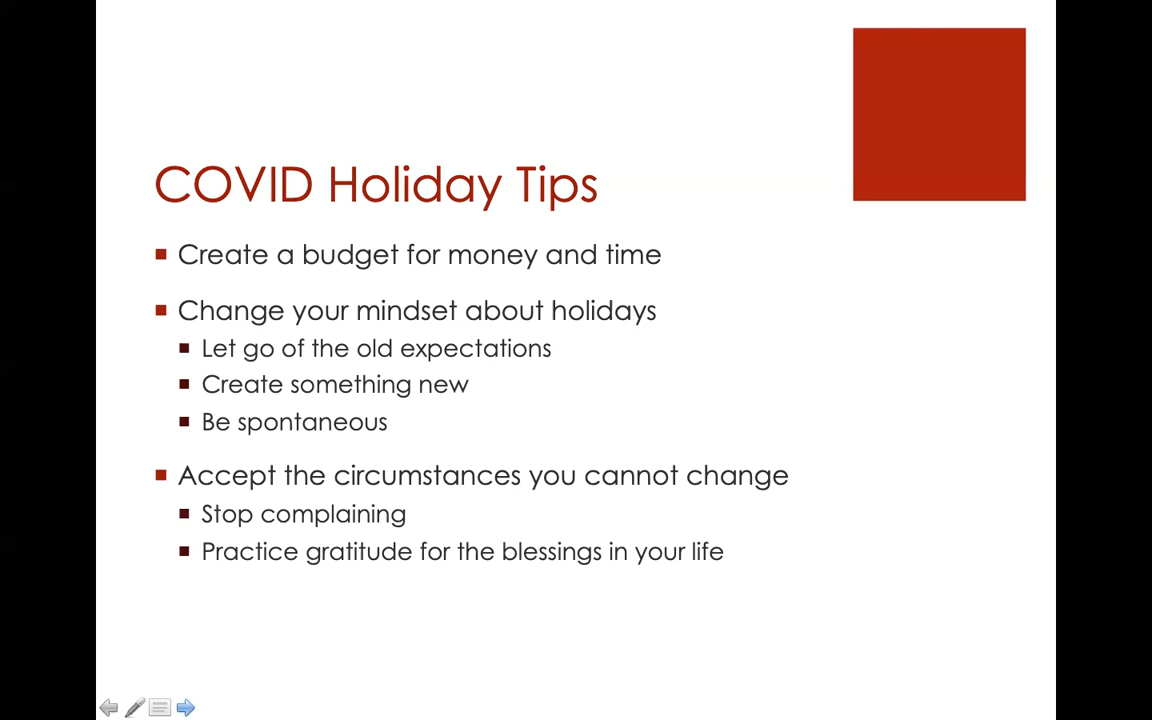 COVID Holiday Tips
Create a budget for money and time
Change your mindset about holidays
Let go of the old expectations
Create something new
Be spontaneous
Accept the circumstances you cannot change
Stop complaining
Practice gratitude for the blessings in your life